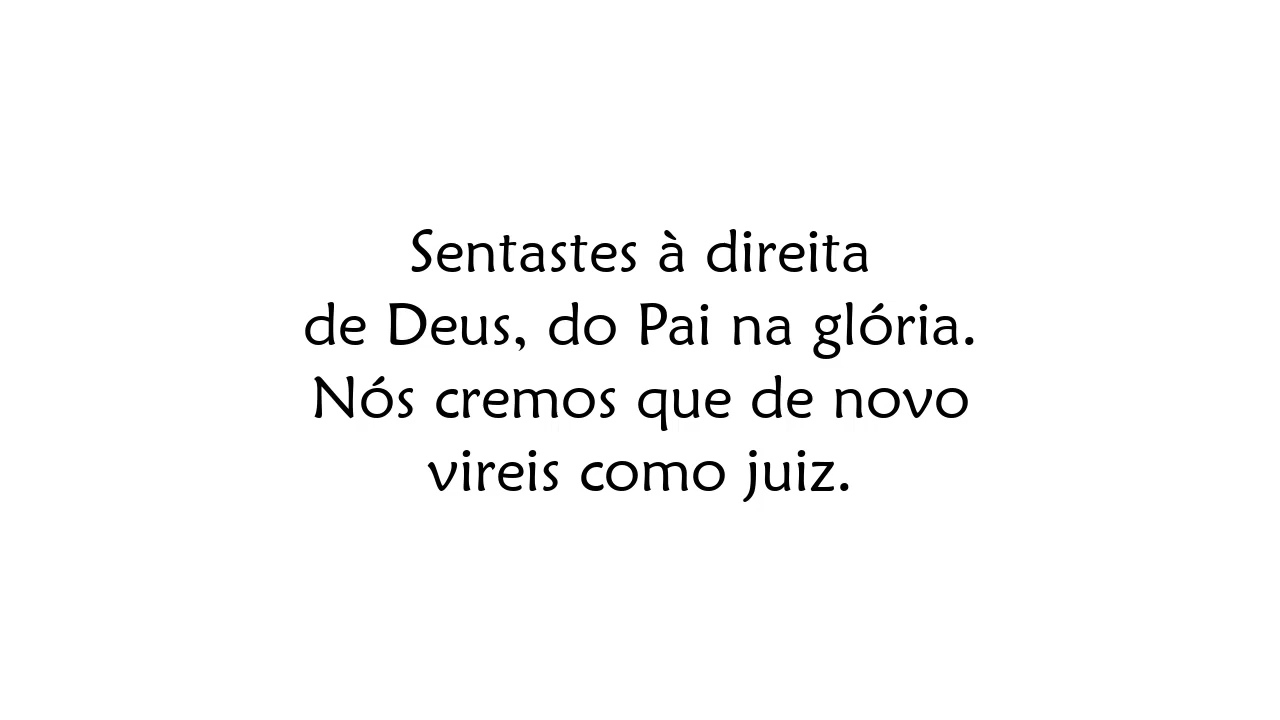 Sentastes à direita
de Deus, do Pai na glória.
Nós cremos que de novo
vireis como juiz.